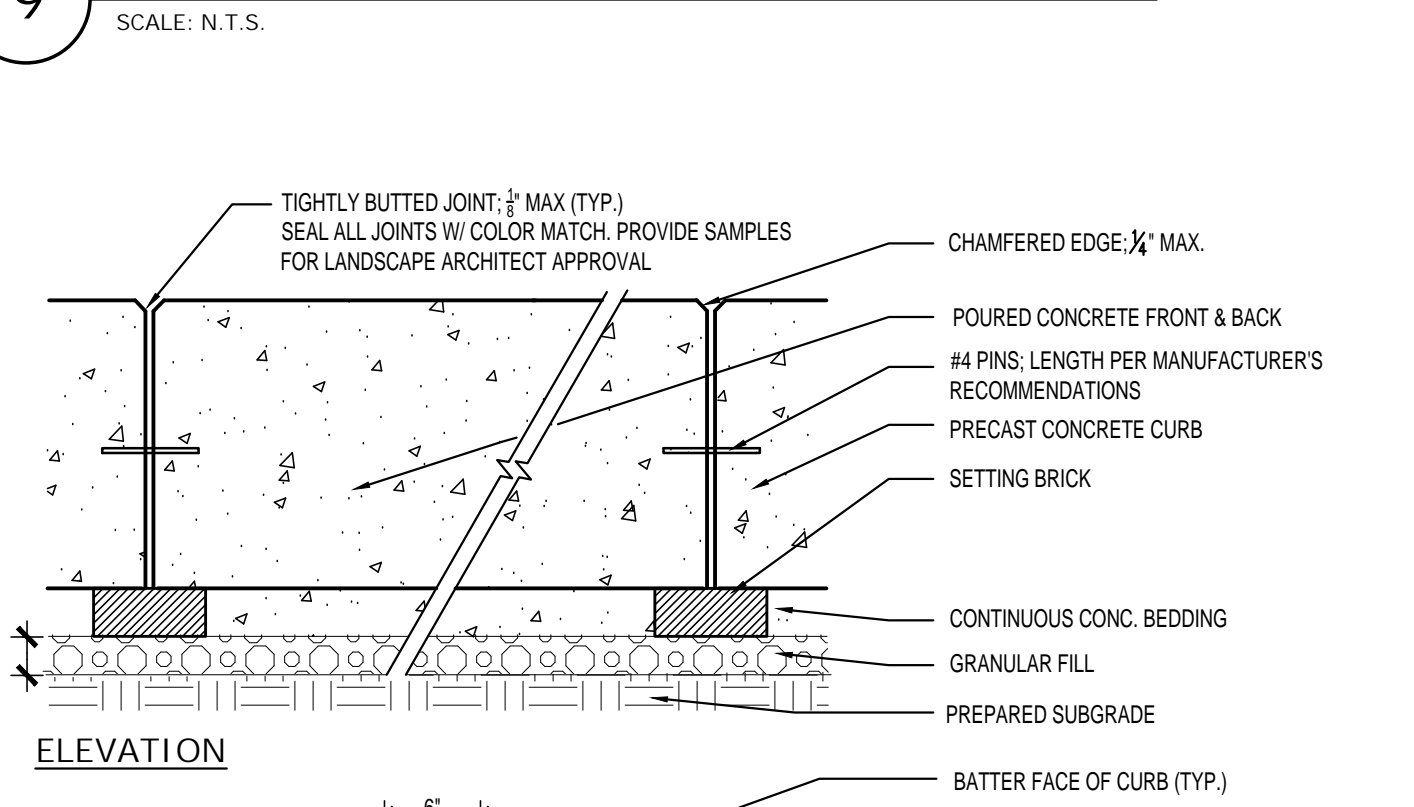 9
SCALE: N.T.S.
TIGHTLY BUTTED JOINT; 1/8" MAX (TYP.)
SEAL ALL JOINTS W/ COLOR MATCH. PROVIDE SAMPLES
FOR LANDSCAPE ARCHITECT APPROVAL
CHAMFERED EDGE; 1/4" MAX.
POURED CONCRETE FRONT & BACK
#4 PINS; LENGTH PER MANUFACTURER'S
RECOMMENDATIONS
PRECAST CONCRETE CURB
SETTING BRICK
CONTINUOUS CONC. BEDDING
GRANULAR FILL
PREPARED SUBGRADE
ELEVATION
BATTER FACE OF CURB (TYP.)
6"